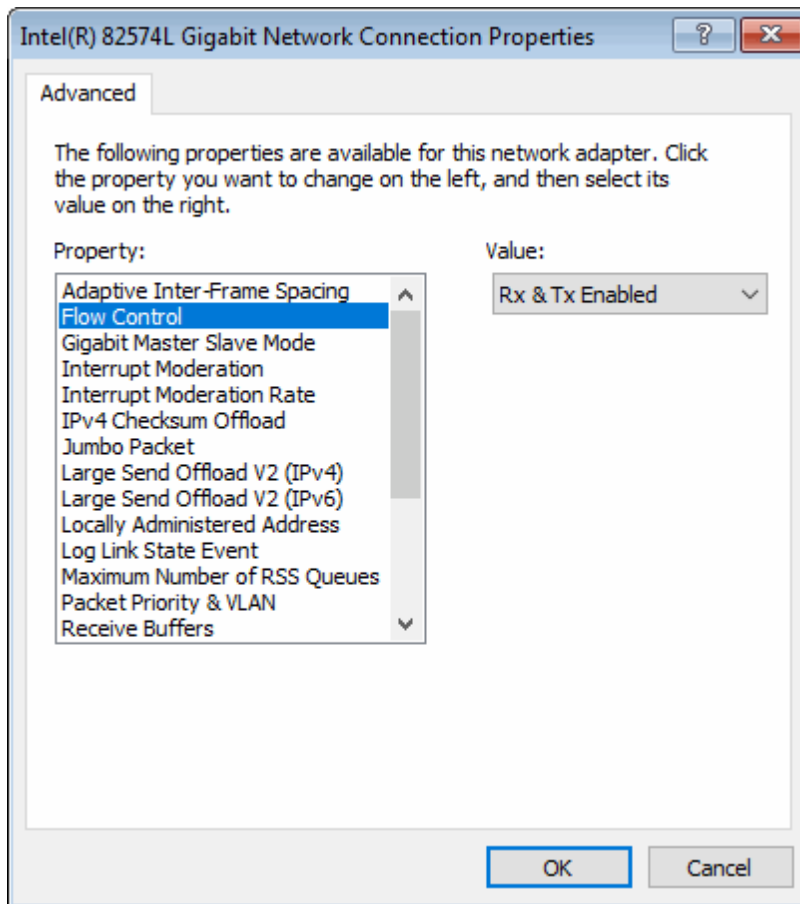 Intel(R) 82574L Gigabit Network Connection Properties
Advanced
The following properties are available for this network adapter. Click
the property you want to change on the left, and then select its
value on the right.
Property:
Value:
Adaptive Inter-Frame Spacing
Flow Control
Gigabit Master Slave Mode
Interrupt Moderation
Interrupt Moderation Rate
IPv4 Checksum Offload
Jumbo Packet
Large Send Offload V2 (IPv4)
Large Send Offload V2 (IPv6)
Locally Administered Address
Log Link State Event
Maximum Number of RSS Queues
Packet Priority & VLAN
Receive Buffers
Rx & Tx Enabled
OK
Cancel